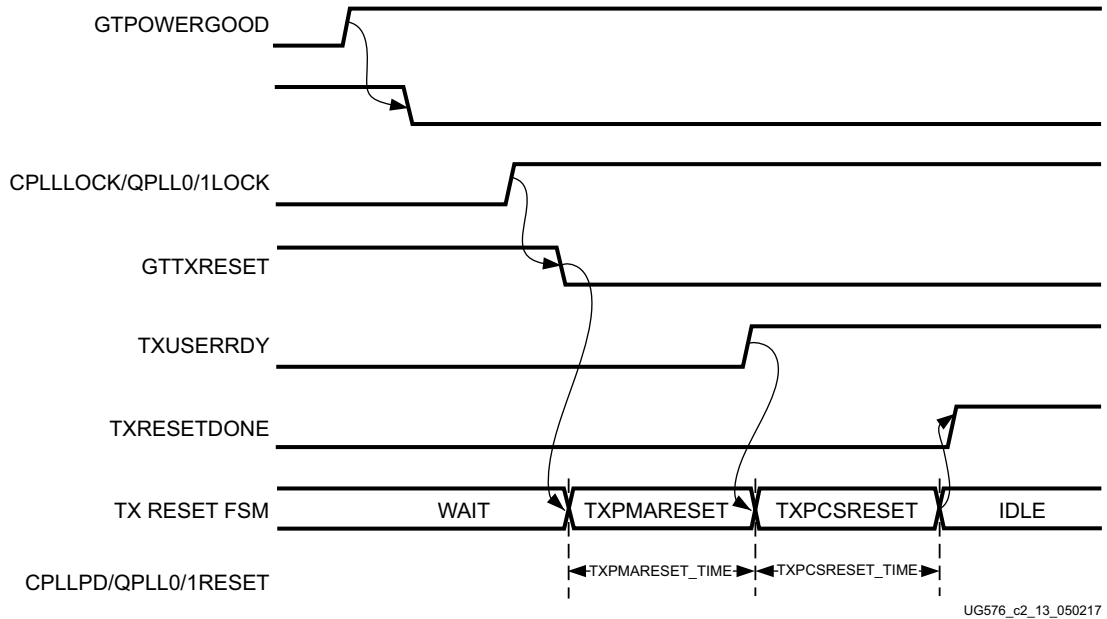 GTPOWERGOOD
CPLLLOCK/QPLL0/1LOCK
GTTXRESET
TXUSERRDY
TXRESETDONE
TX RESET FSM
WAIT
TXPMARESET
TXPCSRESET
IDLE
CPLLPD/QPLL0/1RESET
TXPMARESET_TIME
TXPCSRESET_TIME
UG576_c2_13_050217